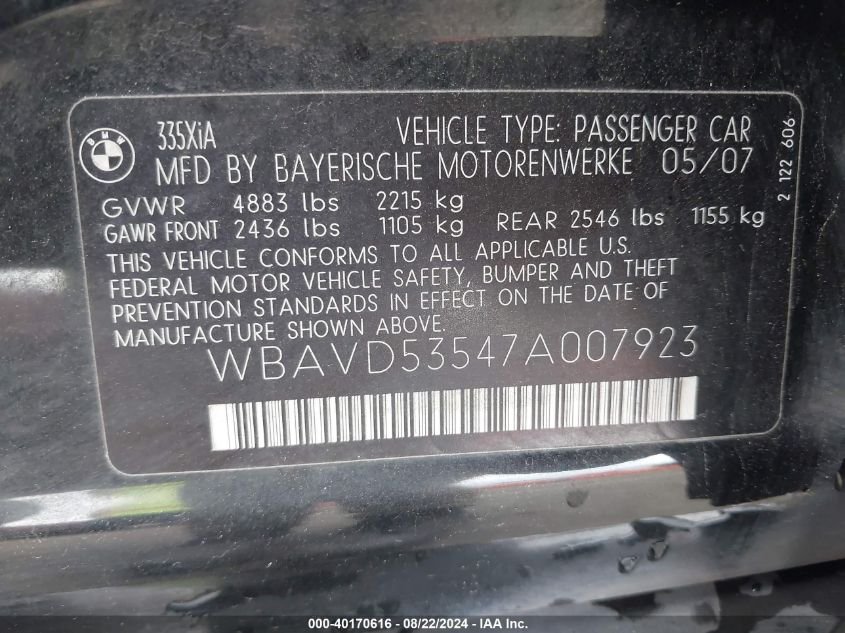 BMW
335XiA VEHICLE TYPE: PASSENGER CAR
MFD BY BAYERISCHE MOTORENWERKE 05/07
GVWR 4883 lbs 2215 kg
GAWR FRONT 2436 lbs 1105 kg REAR 2546 lbs 1155 kg
THIS VEHICLE CONFORMS TO ALL APPLICABLE U.S.
FEDERAL MOTOR VEHICLE SAFETY, BUMPER AND THEFT
PREVENTION STANDARDS IN EFFECT ON THE DATE OF
MANUFACTURE SHOWN ABOVE.
WBAVD53547A007923
2 122 606
000-40170616 - 08/22/2024 - © IAA, Inc.